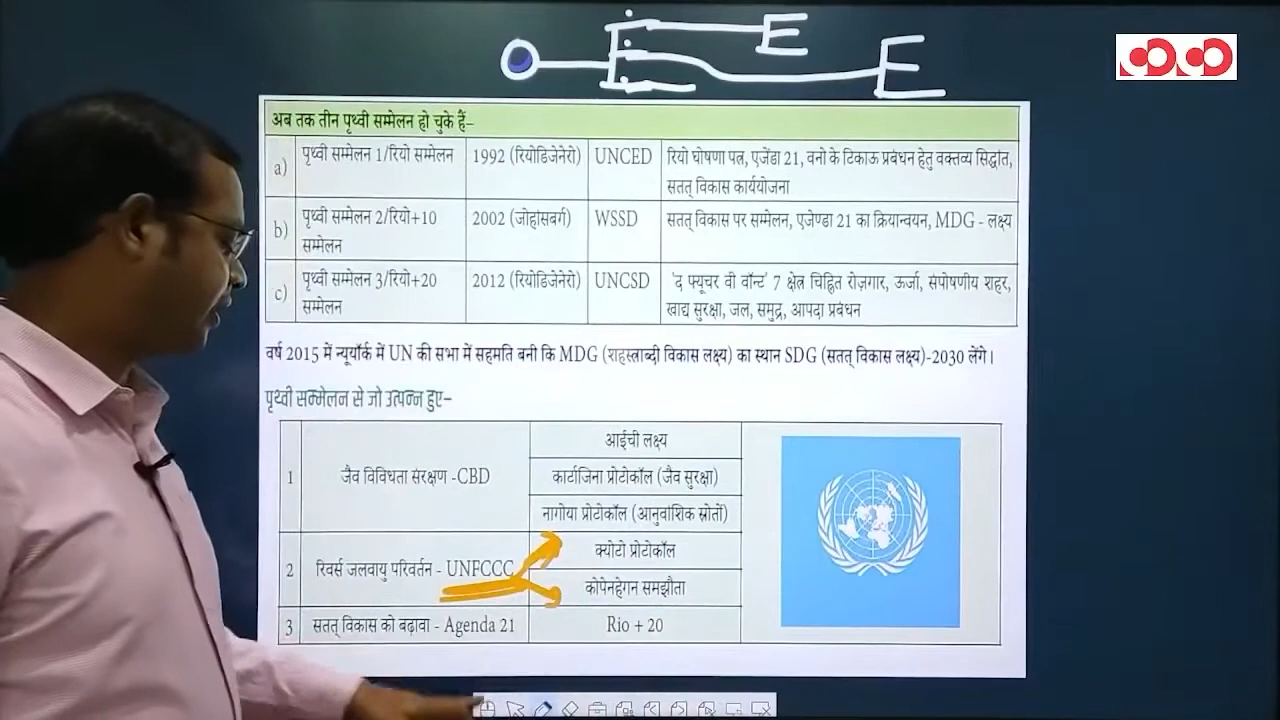 अब तक तीन पृथ्वी सम्मेलन हो चुके हैं–
a) पृथ्वी सम्मेलन 1/रियो सम्मेलन 1992 (रियोडिजेनेरो) UNCED रियो घोषणा पत्र, एजेंडा 21, वनो के टिकाऊ प्रबंधन हेतु वक्तव्य सिद्धांत,
सतत् विकास कार्ययोजना
b) पृथ्वी सम्मेलन 2/रियो+10 2002 (जोहांसबर्ग) WSSD सतत् विकास पर सम्मेलन, एजेण्डा 21 का क्रियान्वयन, MDG - लक्ष्य
सम्मेलन
c) पृथ्वी सम्मेलन 3/रियो+20 2012 (रियोडिजेनेरो) UNCSD 'द फ्यूचर वी वॉन्ट' 7 क्षेत्र चिह्नित रोज़गार, ऊर्जा, संपोषणीय शहर,
सम्मेलन खाद्य सुरक्षा, जल, समुद्र, आपदा प्रबंधन
वर्ष 2015 में न्यूयॉर्क में UN की सभा में सहमति बनी कि MDG (शहस्त्राब्दी विकास लक्ष्य) का स्थान SDG (सतत् विकास लक्ष्य)-2030 लेंगे।
पृथ्वी सम्मेलन से जो उत्पन्न हुए–
1 जैव विविधता संरक्षण -CBD
आईची लक्ष्य
कार्टाजिना प्रोटोकॉल (जैव सुरक्षा)
नागोया प्रोटोकॉल (आनुवांशिक स्रोतों)
2 रिवर्स जलवायु परिवर्तन - UNFCCC
क्योटो प्रोटोकॉल
कोपेनहेगन समझौता
3 सतत् विकास को बढ़ावा - Agenda 21 Rio + 20